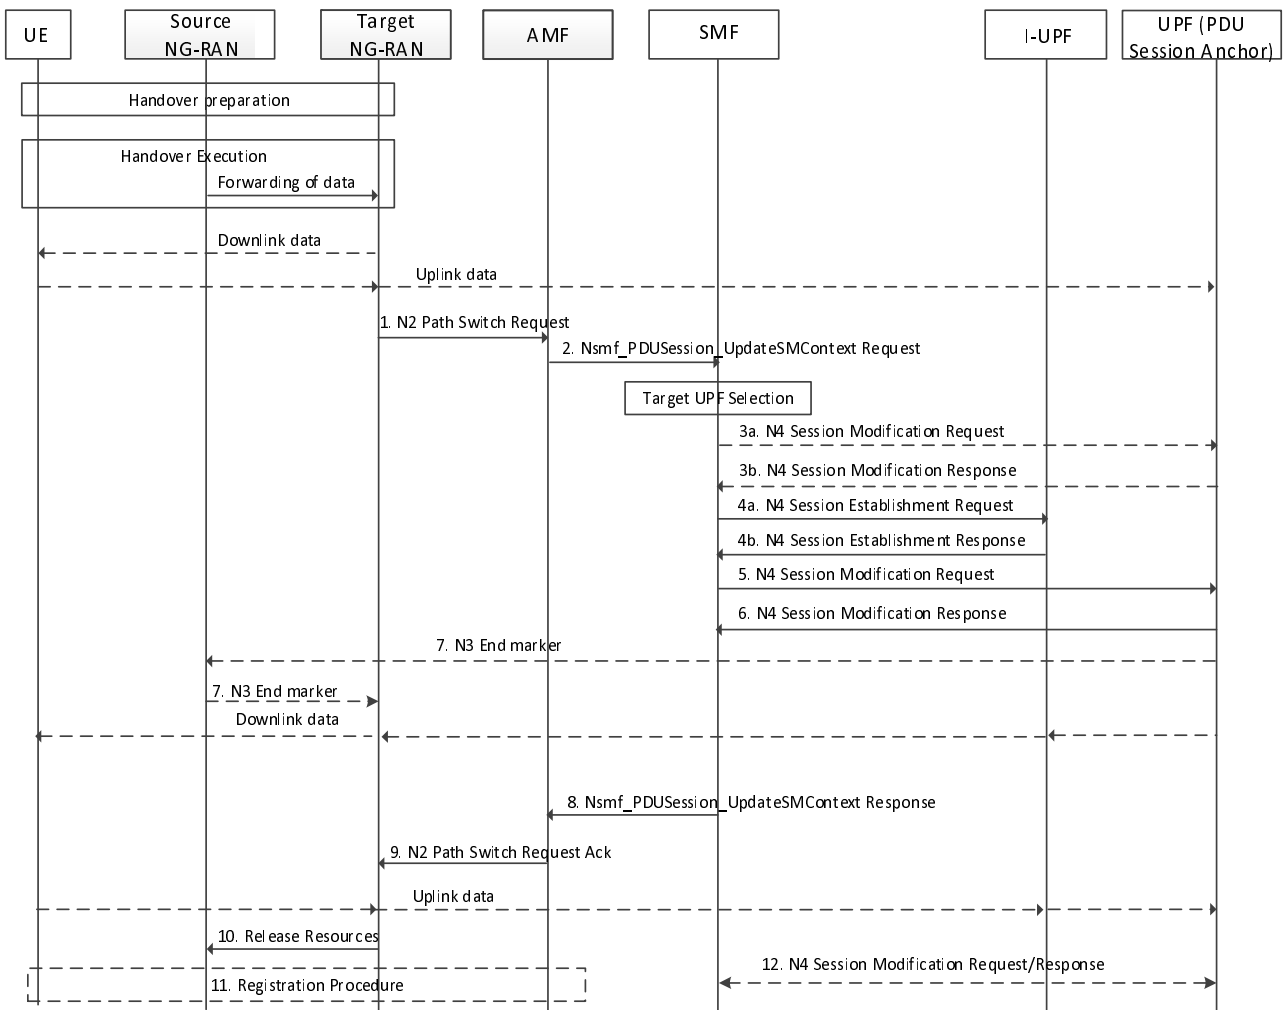 UE
Source
NG-RAN
Target
NG-RAN
AMF
SMF
I-UPF
UPF (PDU
Session Anchor)
Handover preparation
Handover Execution
Forwarding of data
Downlink data
Uplink data
1. N2 Path Switch Request
2. Nsmf_PDUSession_UpdateSMContext Request
Target UPF Selection
3a. N4 Session Modification Request
3b. N4 Session Modification Response
4a. N4 Session Establishment Request
4b. N4 Session Establishment Response
5. N4 Session Modification Request
6. N4 Session Modification Response
7. N3 End marker
7. N3 End marker
Downlink data
8. Nsmf_PDUSession_UpdateSMContext Response
9. N2 Path Switch Request Ack
Uplink data
10. Release Resources
12. N4 Session Modification Request/Response
11. Registration Procedure